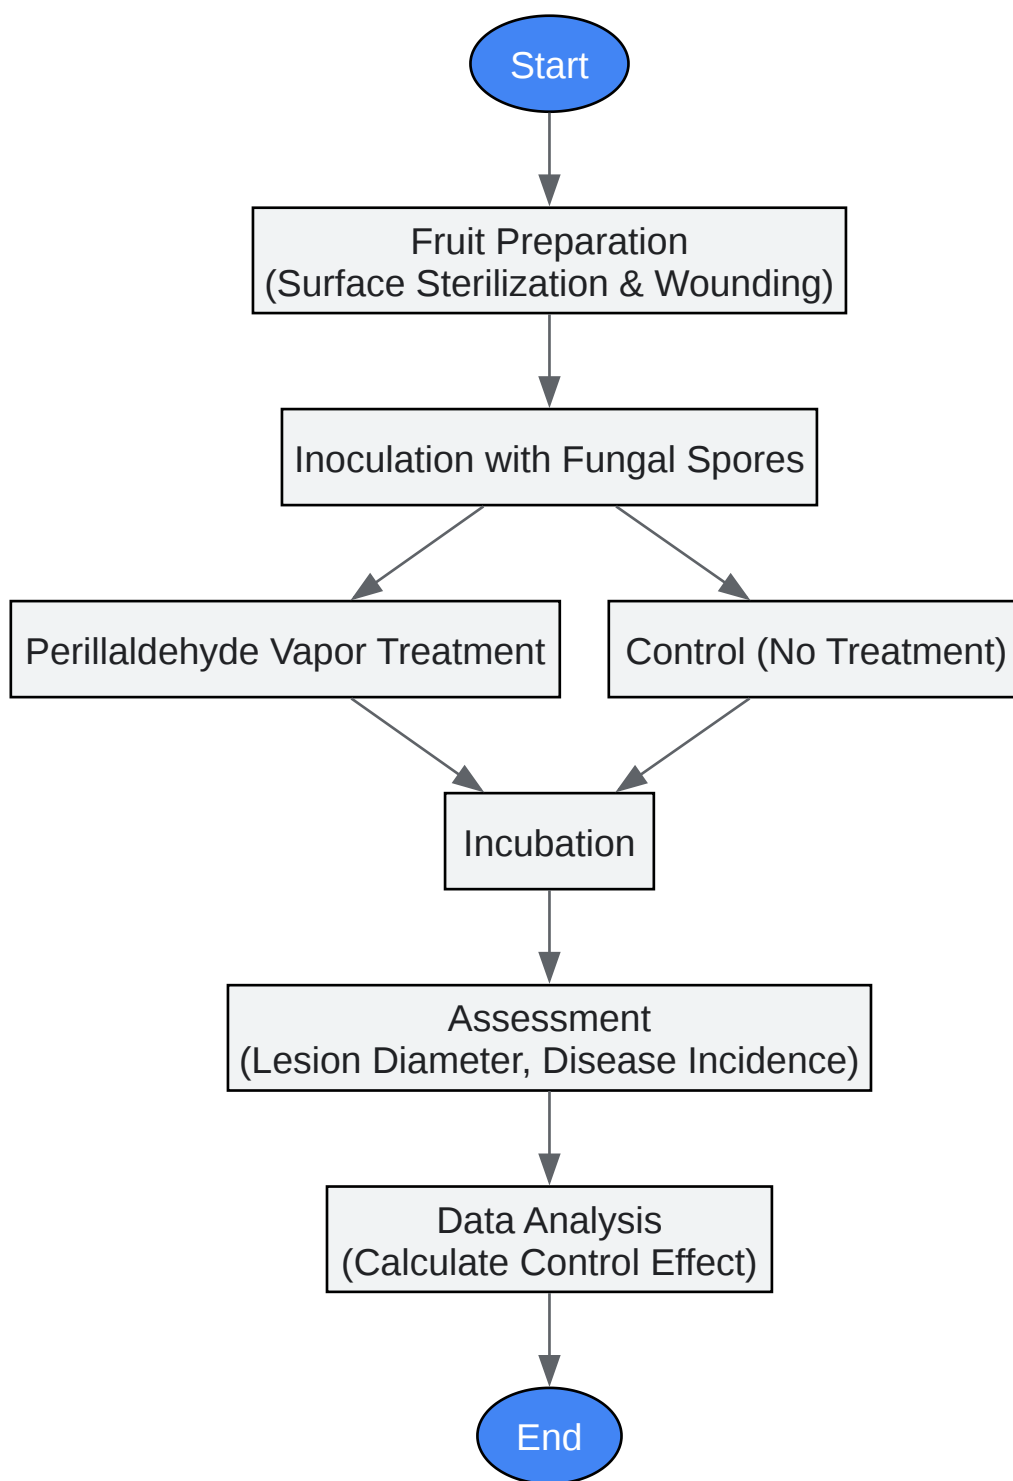 Start
Fruit Preparation
(Surface Sterilization & Wounding)
Inoculation with Fungal Spores
Perillaldehyde Vapor Treatment
Control (No Treatment)
Incubation
Assessment
(Lesion Diameter, Disease Incidence)
Data Analysis
(Calculate Control Effect)
End